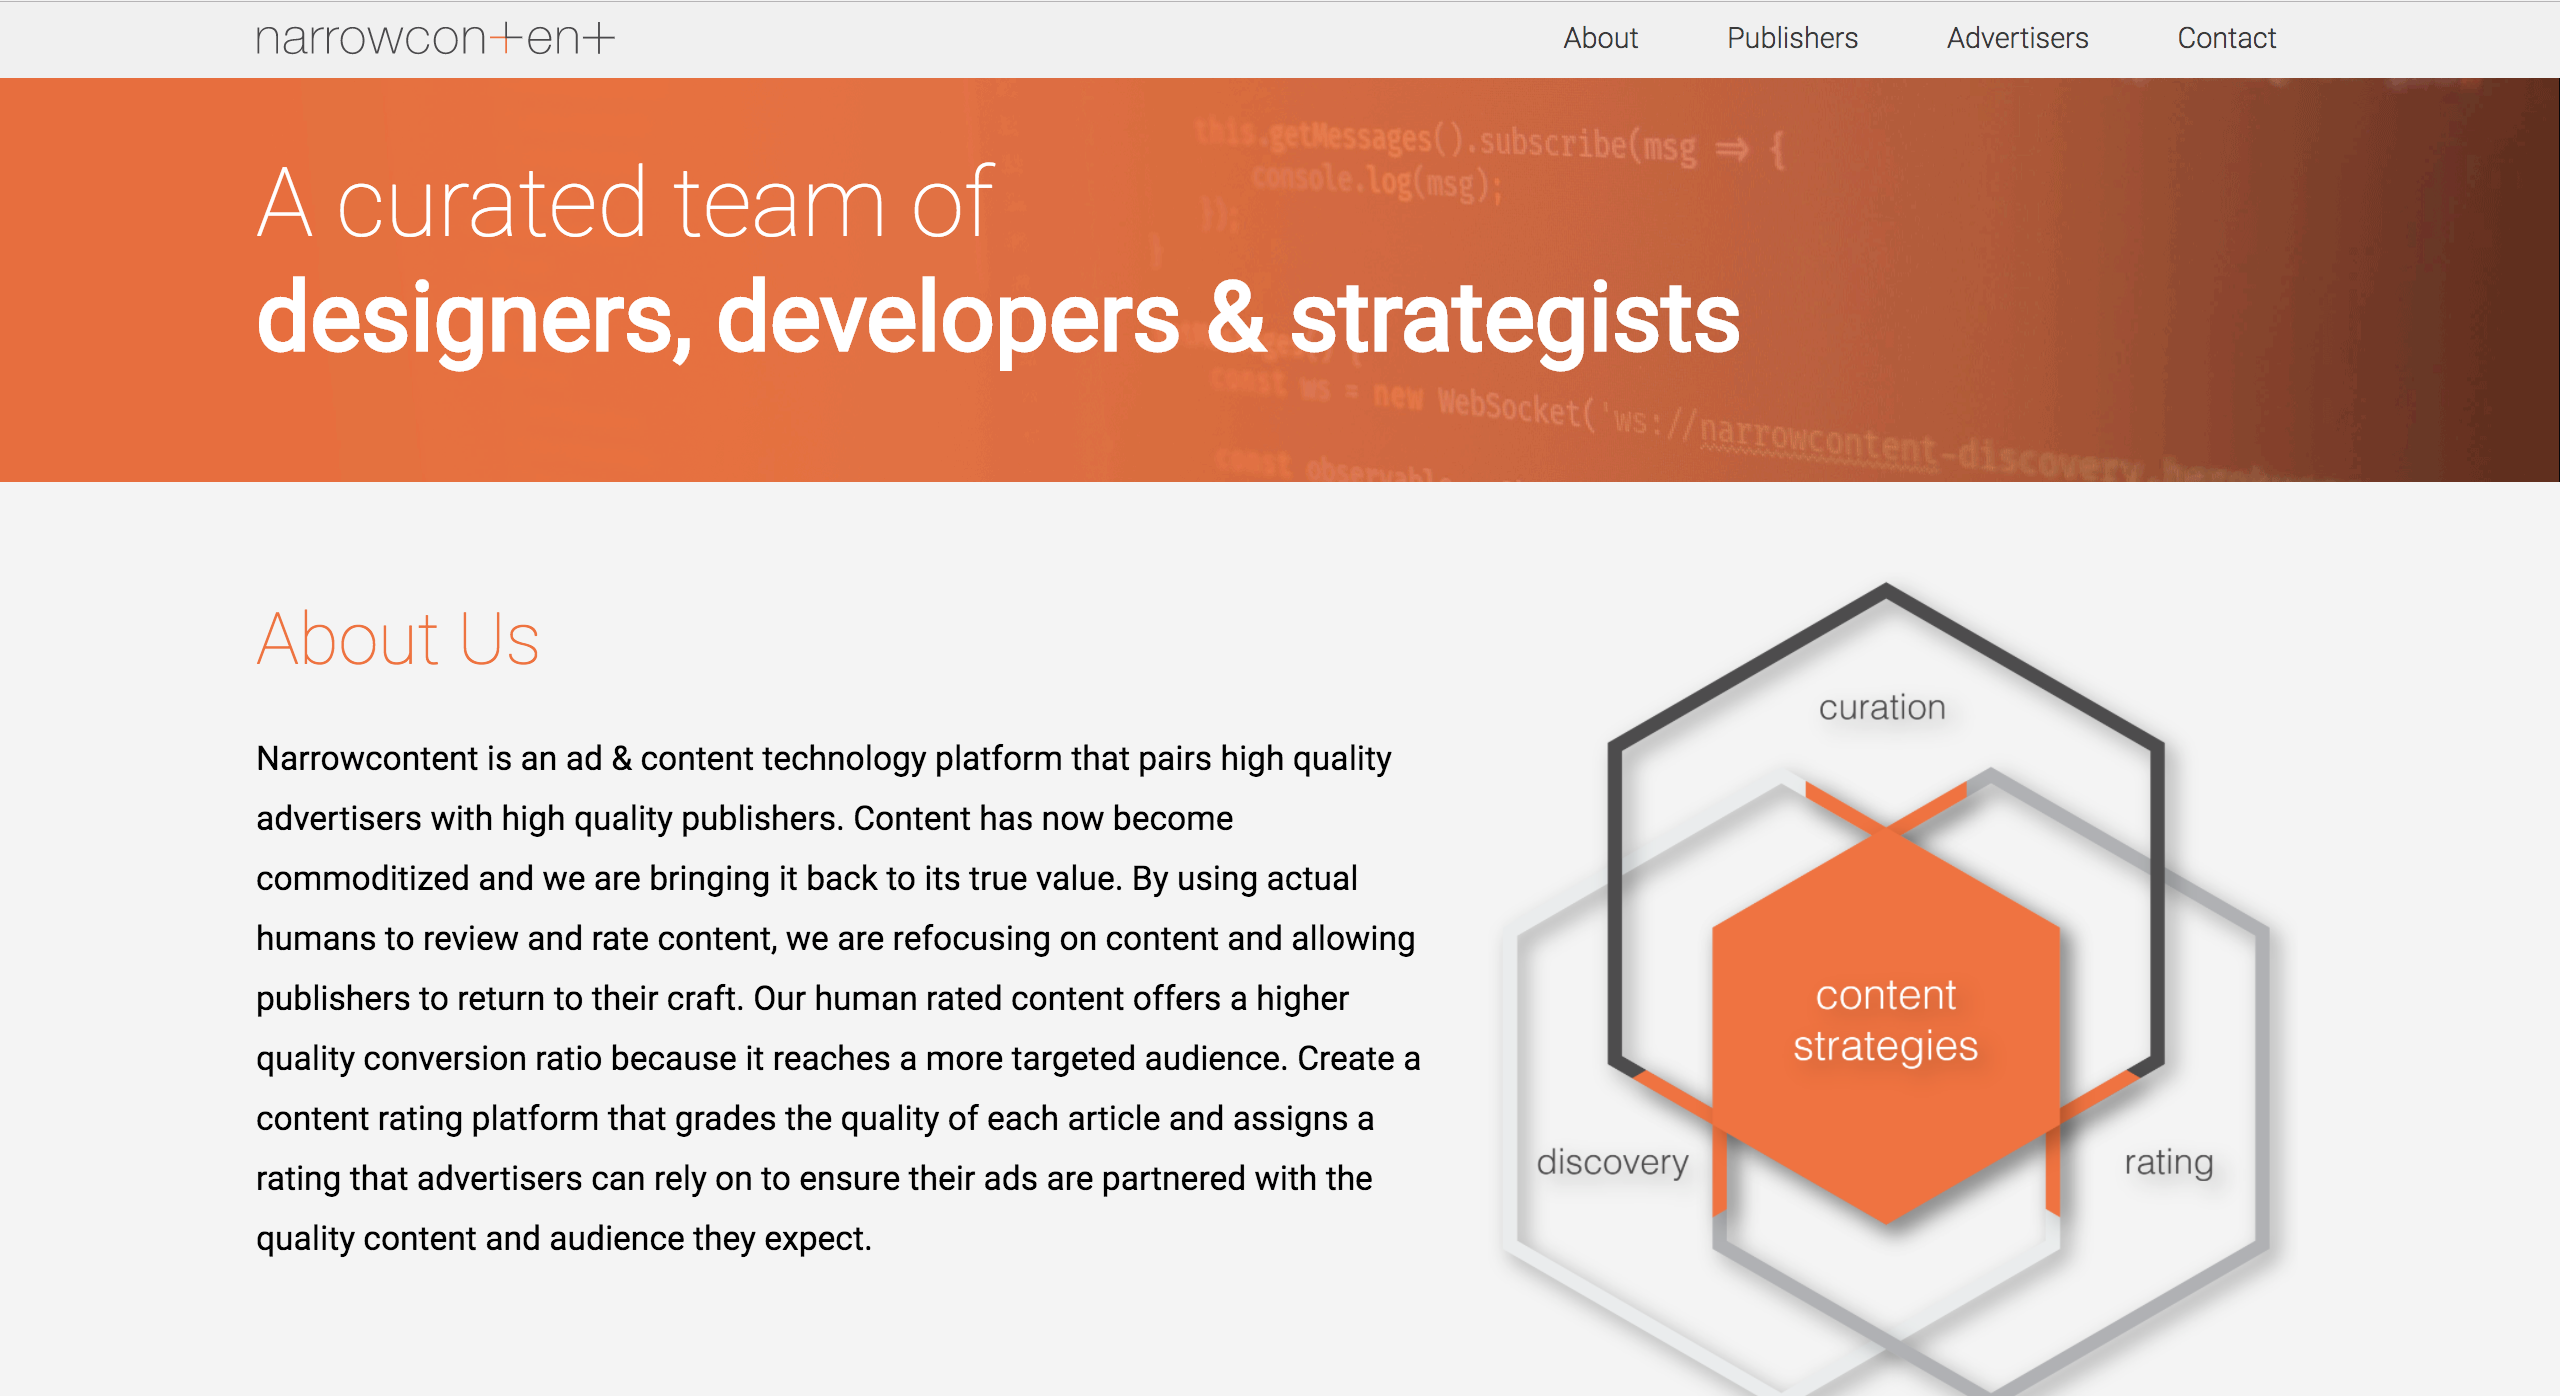 narrowcontent
About Publishers Advertisers Contact
this.getMessages().subscribe(msg => {
console.log(msg);
});
}
A curated team of
designers, developers & strategists
const ws = new WebSocket('ws://narrowcontent-discovery.
const
About Us
Narrowcontent is an ad & content technology platform that pairs high quality
advertisers with high quality publishers. Content has now become
commoditized and we are bringing it back to its true value. By using actual
humans to review and rate content, we are refocusing on content and allowing
publishers to return to their craft. Our human rated content offers a higher
quality conversion ratio because it reaches a more targeted audience. Create a
content rating platform that grades the quality of each article and assigns a
rating that advertisers can rely on to ensure their ads are partnered with the
quality content and audience they expect.
curation
content
strategies
discovery
rating